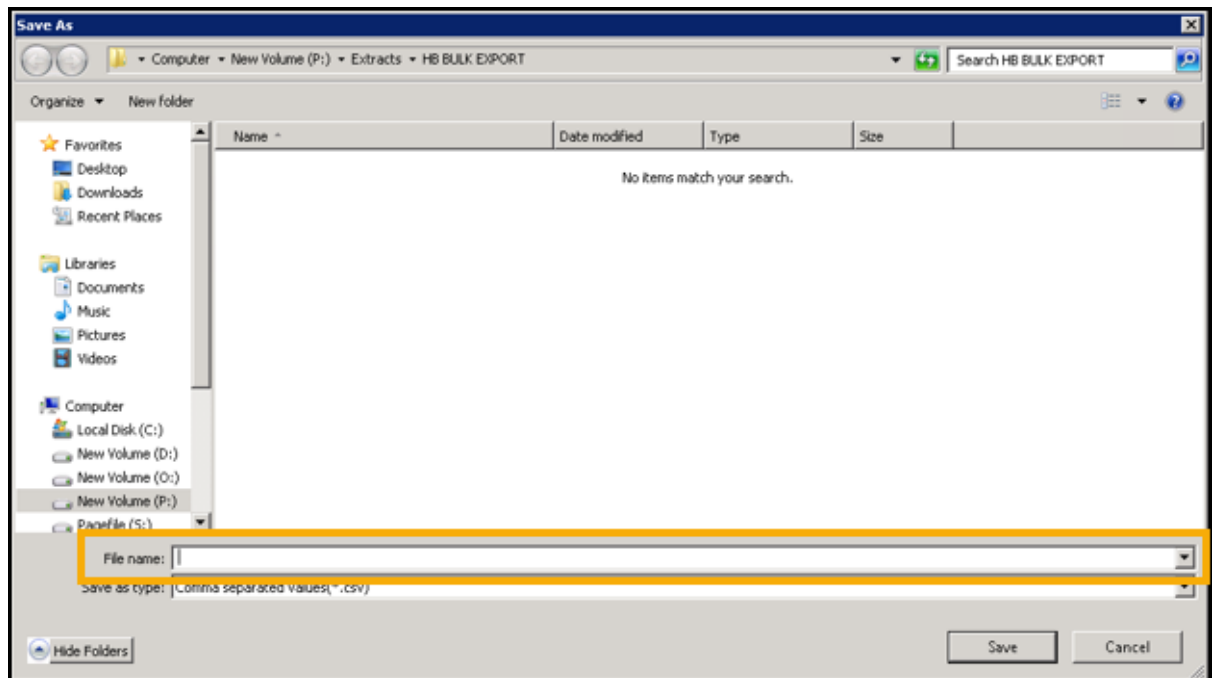 Save As
Computer New Volume (P:) Extracts HB BULK EXPORT Search HB BULK EXPORT
Organize New folder
Name Date modified Type Size
No items match your search.
Favorites
Desktop
Downloads
Recent Places
Libraries
Documents
Music
Pictures
Videos
Computer
Local Disk (C:)
New Volume (D:)
New Volume (O:)
New Volume (P:)
Pagefile (S:)
File name:
Save as type: Comma separated values(*.csv)
Hide Folders Save Cancel